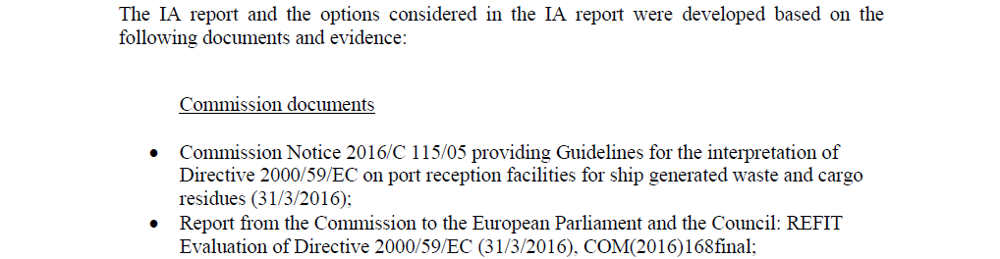 The IA report and the options considered in the IA report were developed based on the
following documents and evidence:
Commission documents
• Commission Notice 2016/C 115/05 providing Guidelines for the interpretation of
Directive 2000/59/EC on port reception facilities for ship generated waste and cargo
residues (31/3/2016);
• Report from the Commission to the European Parliament and the Council: REFIT
Evaluation of Directive 2000/59/EC (31/3/2016), COM(2016)168final;